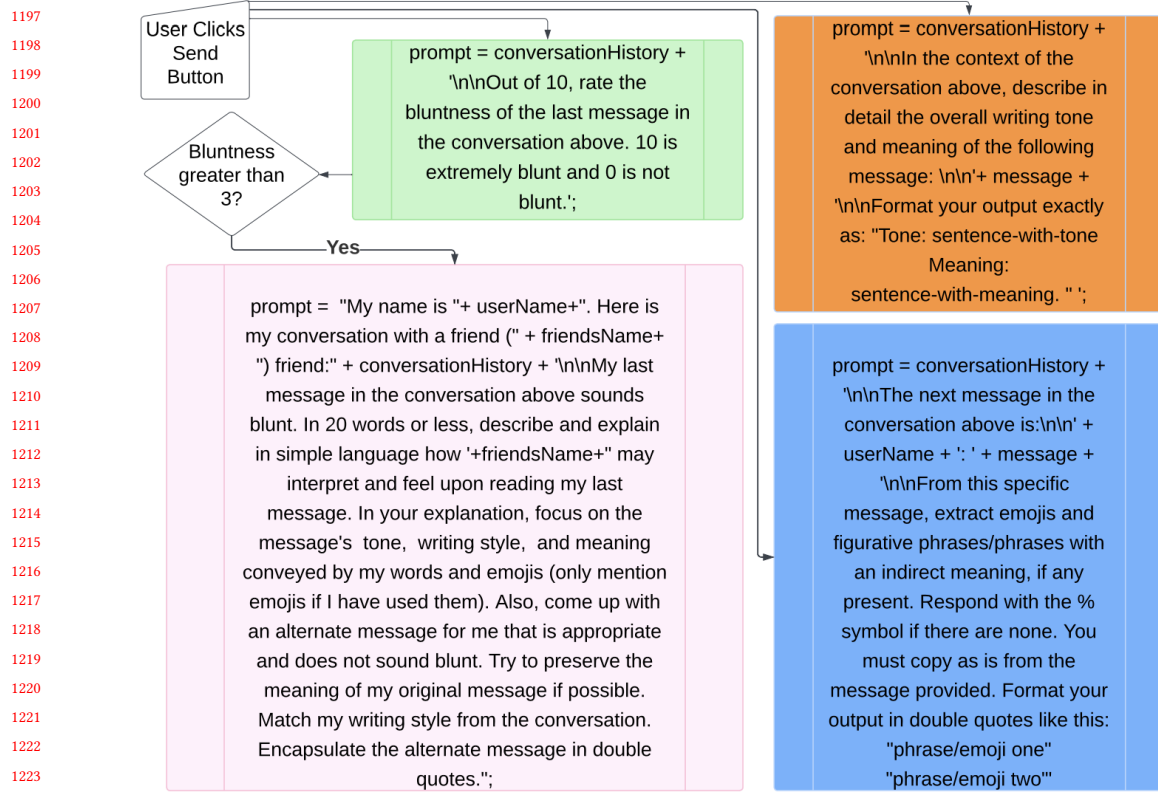 1197
1198
1199
1200
1201
1202
1203
1204
1205
1206
1207
1208
1209
1210
1211
1212
1213
1214
1215
1216
1217
1218
1219
1220
1221
1222
1223
User Clicks
Send
Button
prompt = conversationHistory +
'\n\nOut of 10, rate the
bluntness of the last message in
the conversation above. 10 is
extremely blunt and 0 is not
blunt.';
Bluntness
greater than
3?
Yes
prompt =  "My name is "+ userName+". Here is
my conversation with a friend (" + friendsName+
") friend:" + conversationHistory + '\n\nMy last
message in the conversation above sounds
blunt. In 20 words or less, describe and explain
in simple language how '+friendsName+" may
interpret and feel upon reading my last
message. In your explanation, focus on the
message's  tone,  writing style,  and meaning
conveyed by my words and emojis (only mention
emojis if I have used them). Also, come up with
an alternate message for me that is appropriate
and does not sound blunt. Try to preserve the
meaning of my original message if possible.
Match my writing style from the conversation.
Encapsulate the alternate message in double
quotes.";
prompt = conversationHistory +
'\n\nIn the context of the
conversation above, describe in
detail the overall writing tone
and meaning of the following
message: \n\n'+ message +
'\n\nFormat your output exactly
as: "Tone: sentence-with-tone
Meaning:
sentence-with-meaning. " ';
prompt = conversationHistory +
'\n\nThe next message in the
conversation above is:\n\n' +
userName + ': ' + message +
'\n\nFrom this specific
message, extract emojis and
figurative phrases/phrases with
an indirect meaning, if any
present. Respond with the %
symbol if there are none. You
must copy as is from the
message provided. Format your
output in double quotes like this:
"phrase/emoji one"
"phrase/emoji two"'